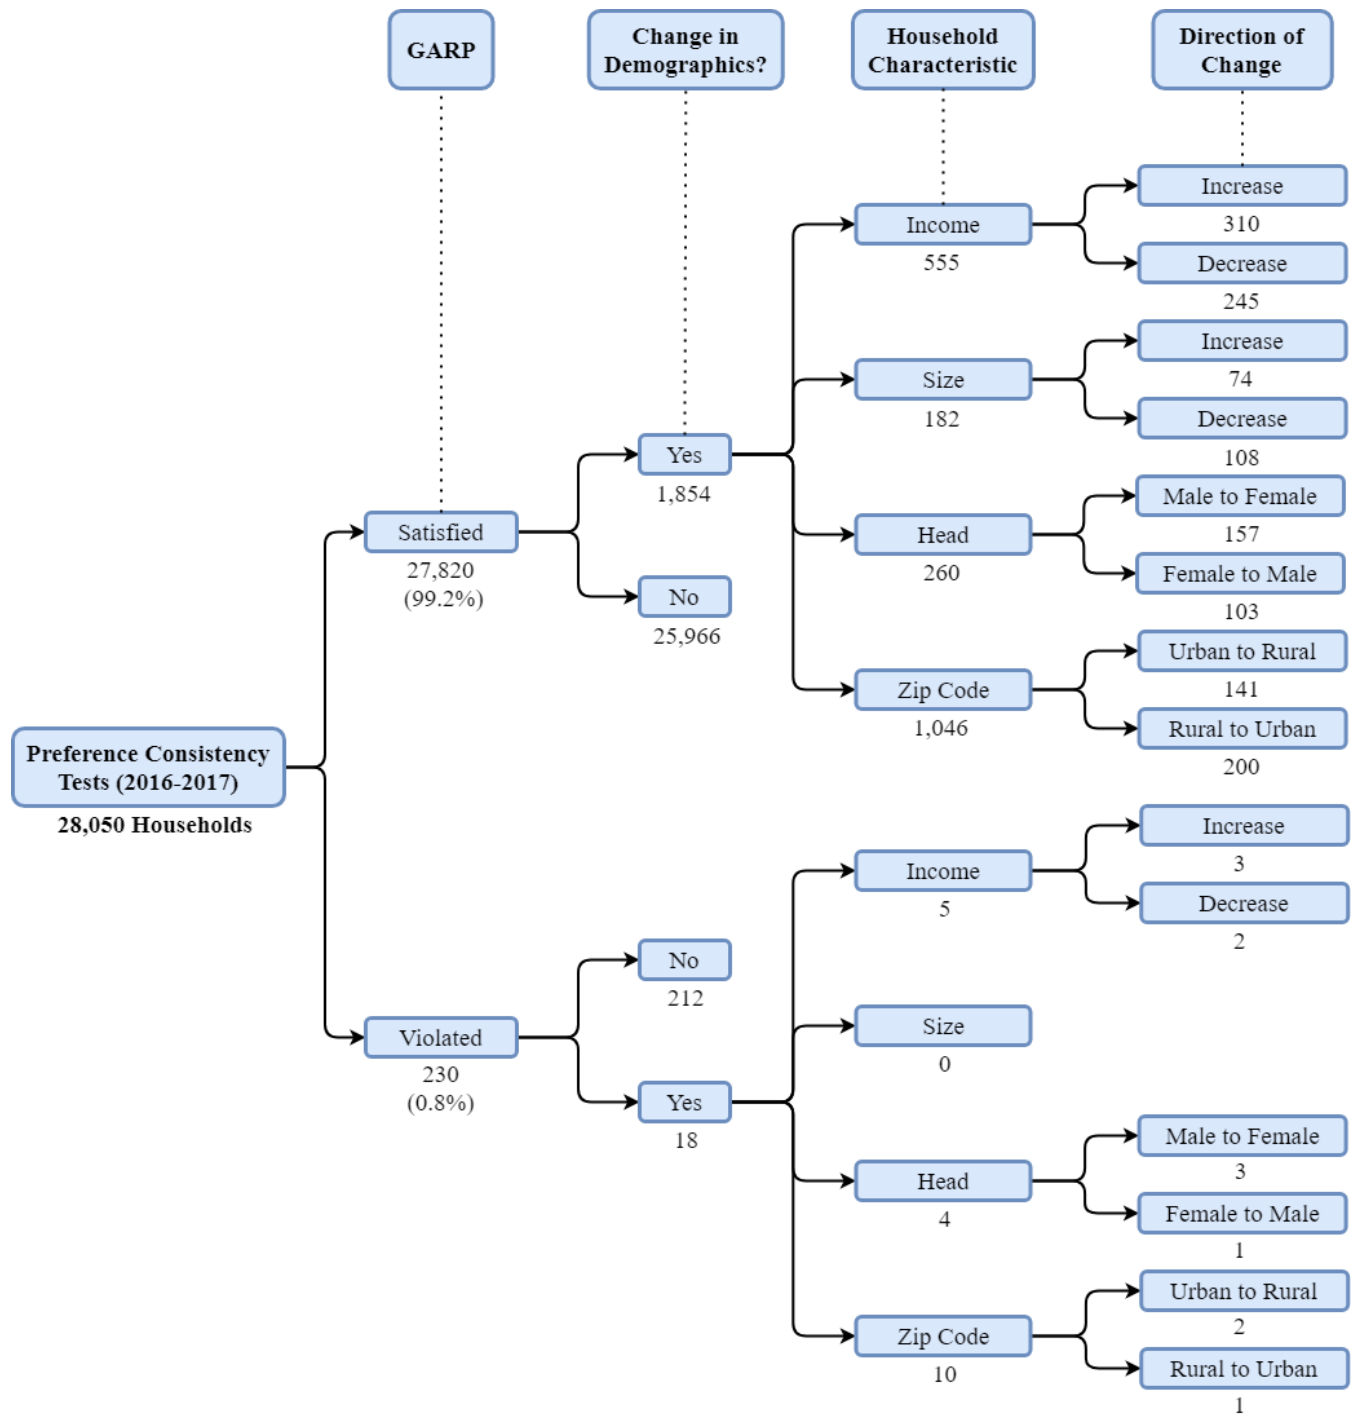 GARP
Change in
Demographics?
Household
Characteristic
Direction of
Change
Preference Consistency
Tests (2016-2017)
28,050 Households
Satisfied
27,820
(99.2%)
Yes
1,854
No
25,966
Income
555
Increase
310
Decrease
245
Size
182
Increase
74
Decrease
108
Head
260
Male to Female
157
Female to Male
103
Zip Code
1,046
Urban to Rural
141
Rural to Urban
200
Violated
230
(0.8%)
No
212
Yes
18
Income
5
Increase
3
Decrease
2
Size
0
Head
4
Male to Female
3
Female to Male
1
Zip Code
10
Urban to Rural
2
Rural to Urban
1